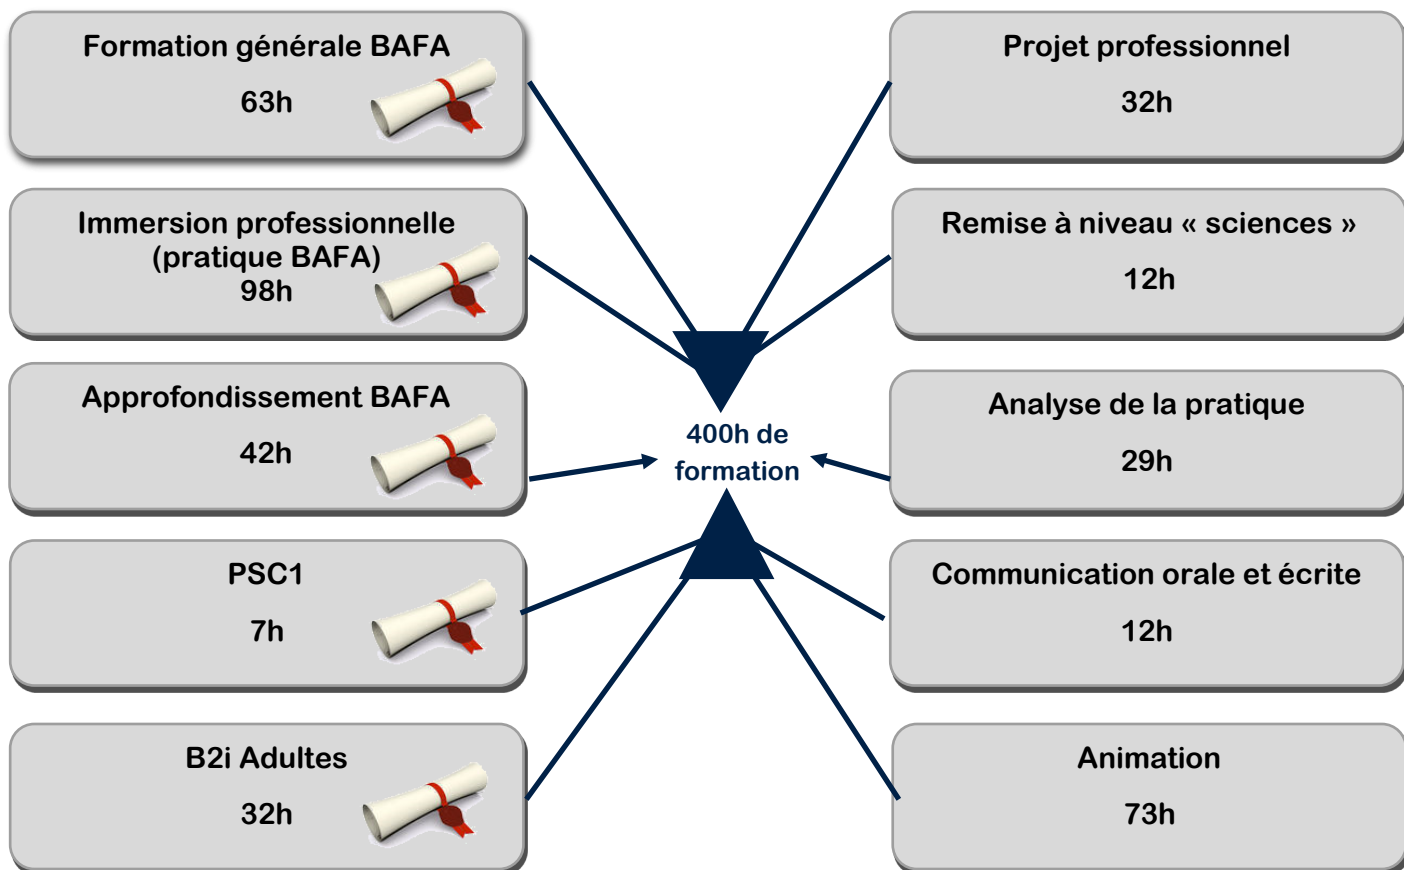 Formation générale BAFA
63h
Immersion professionnelle
(pratique BAFA)
98h
Approfondissement BAFA
42h
PSC1
7h
B2i Adultes
32h
400h de
formation
Projet professionnel
32h
Remise à niveau « sciences »
12h
Analyse de la pratique
29h
Communication orale et écrite
12h
Animation
73h